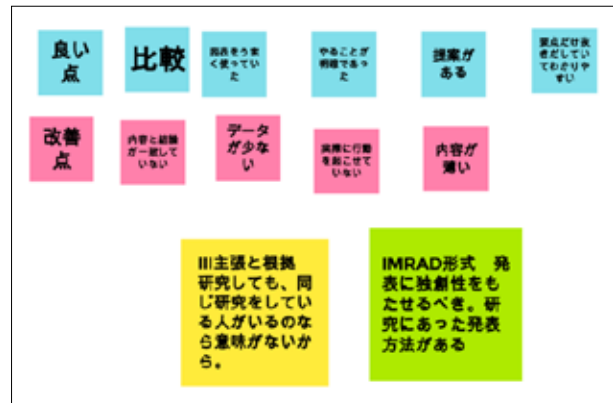 良い
点
比較
図表をうま
く使ってい
た
やることが
明確であっ
た
提案が
ある
要点だけ抜
きだしてい
てわかりや
すい
改善
点
内容と結論
が一致して
いない
データ
が少な
い
実際に行動
を起こせて
いない
内容が
薄い
III主張と根拠
研究しても、同
じ研究をしてい
る人がいるのな
ら意味がないか
ら。
IMRAD形式　発
表に独創性をも
たせるべき。研
究にあった発表
方法がある